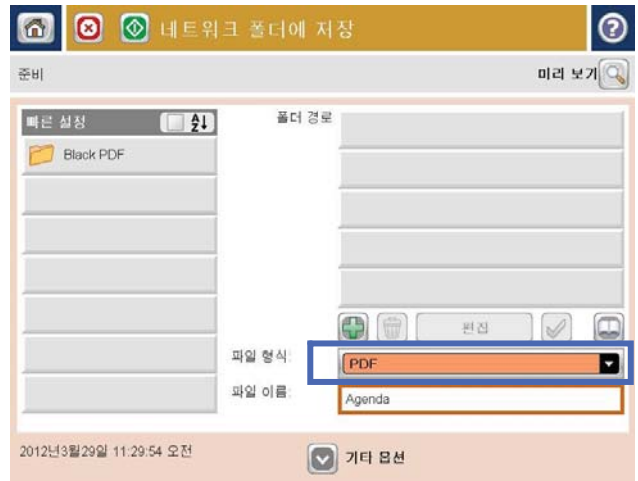 네트워크 폴더에 저장
준비
미리 보기
빠른 설정
폴더 경로
Black PDF
편집
파일 형식:
PDF
파일 이름:
Agenda
2012년3월29일 11:29:54 오전
기타 옵션